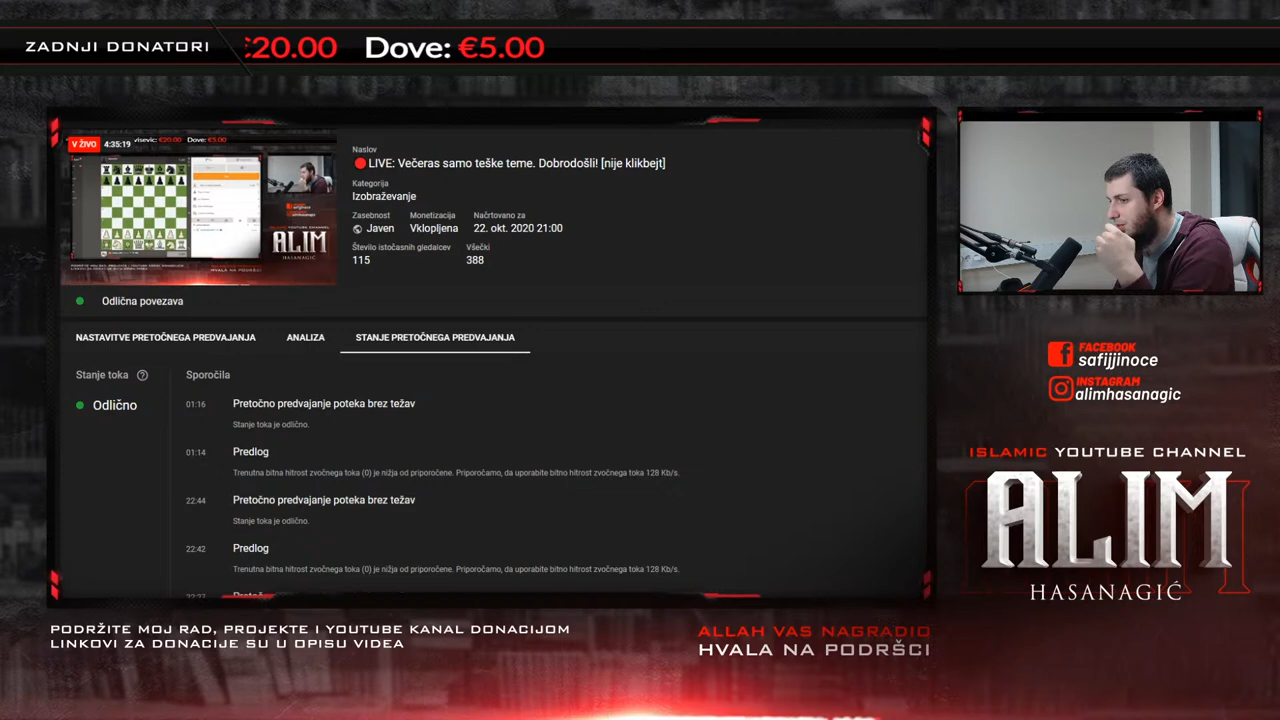 ZADNJI DONATORI
€20.00 Dove: €5.00
V ŽIVO 4:35:19
Dove: €5.00
ALIM
HASANAGIC
Naslov
LIVE: Večeras samo teške teme. Dobrodošli! [nije klikbejt]
Kategorija
Izobraževanje
Zasebnost Monetizacija Načrtovano za
Javen Vklopljena 22. okt. 2020 21:00
Število istočasnih gledalcev Všečki
115 388
Odlična povezava
NASTAVITVE PRETOČNEGA PREDVAJANJA ANALIZA STANJE PRETOČNEGA PREDVAJANJA
Stanje toka Sporočila
Odlično
01:16 Pretočno predvajanje poteka brez težav
Stanje toka je odlično.
01:14 Predlog
Trenutna bitna hitrost zvočnega toka (0) je nižja od priporočene. Priporočamo, da uporabite bitno hitrost zvočnega toka 128 Kb/s.
22:44 Pretočno predvajanje poteka brez težav
Stanje toka je odlično.
22:42 Predlog
Trenutna bitna hitrost zvočnega toka (0) je nižja od priporočene. Priporočamo, da uporabite bitno hitrost zvočnega toka 128 Kb/s.
FACEBOOK
safijjinoce
INSTAGRAM
alimhasanagic
ISLAMIC YOUTUBE CHANNEL
ALIM
HASANAGIĆ
PODRŽITE MOJ RAD, PROJEKTE I YOUTUBE KANAL DONACIJOM
LINKOVI ZA DONACIJE SU U OPISU VIDEA
ALLAH VAS NAGRADIO
HVALA NA PODRŠCI